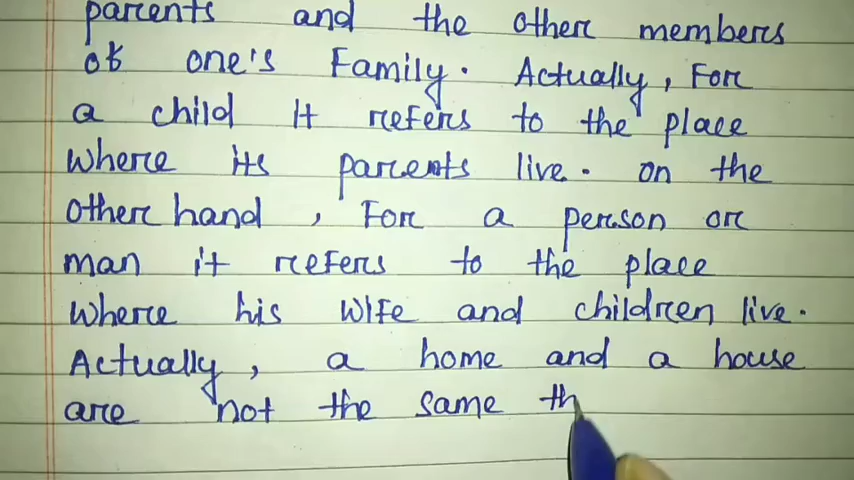 parents and the other members
of one's Family. Actually, For
a child it refers to the place
where its parents live. on the
other hand, For a person or
man it refers to the place
where his wife and children live.
Actually, a home and a house
are not the same th